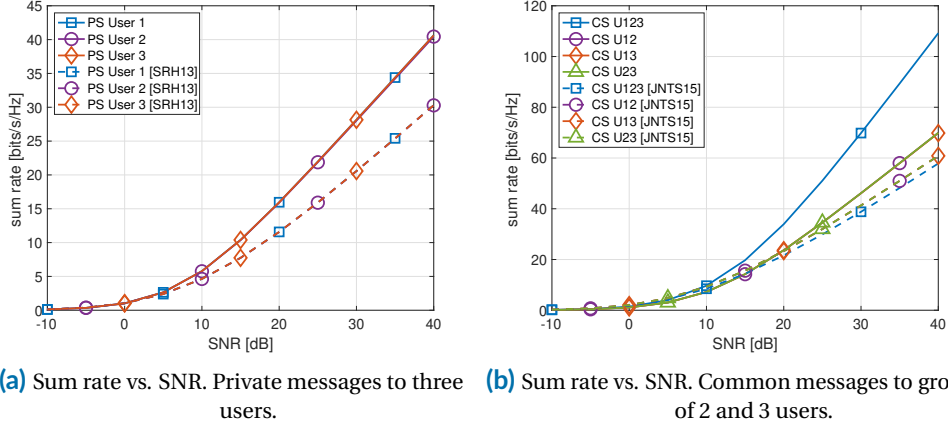 PS User 1
PS User 2
PS User 3
PS User 1 [SRH13]
PS User 2 [SRH13]
PS User 3 [SRH13]
45
40
35
30
25
20
15
10
5
0
sum rate [bits/s/Hz]
-10 0 10 20 30 40
SNR [dB]
CS U123
CS U12
CS U13
CS U23
CS U123 [JNTS15]
CS U12 [JNTS15]
CS U13 [JNTS15]
CS U23 [JNTS15]
120
100
80
60
40
20
0
sum rate [bits/s/Hz]
-10 0 10 20 30 40
SNR [dB]
(a) Sum rate vs. SNR. Private messages to three
users.
(b) Sum rate vs. SNR. Common messages to gro
of 2 and 3 users.